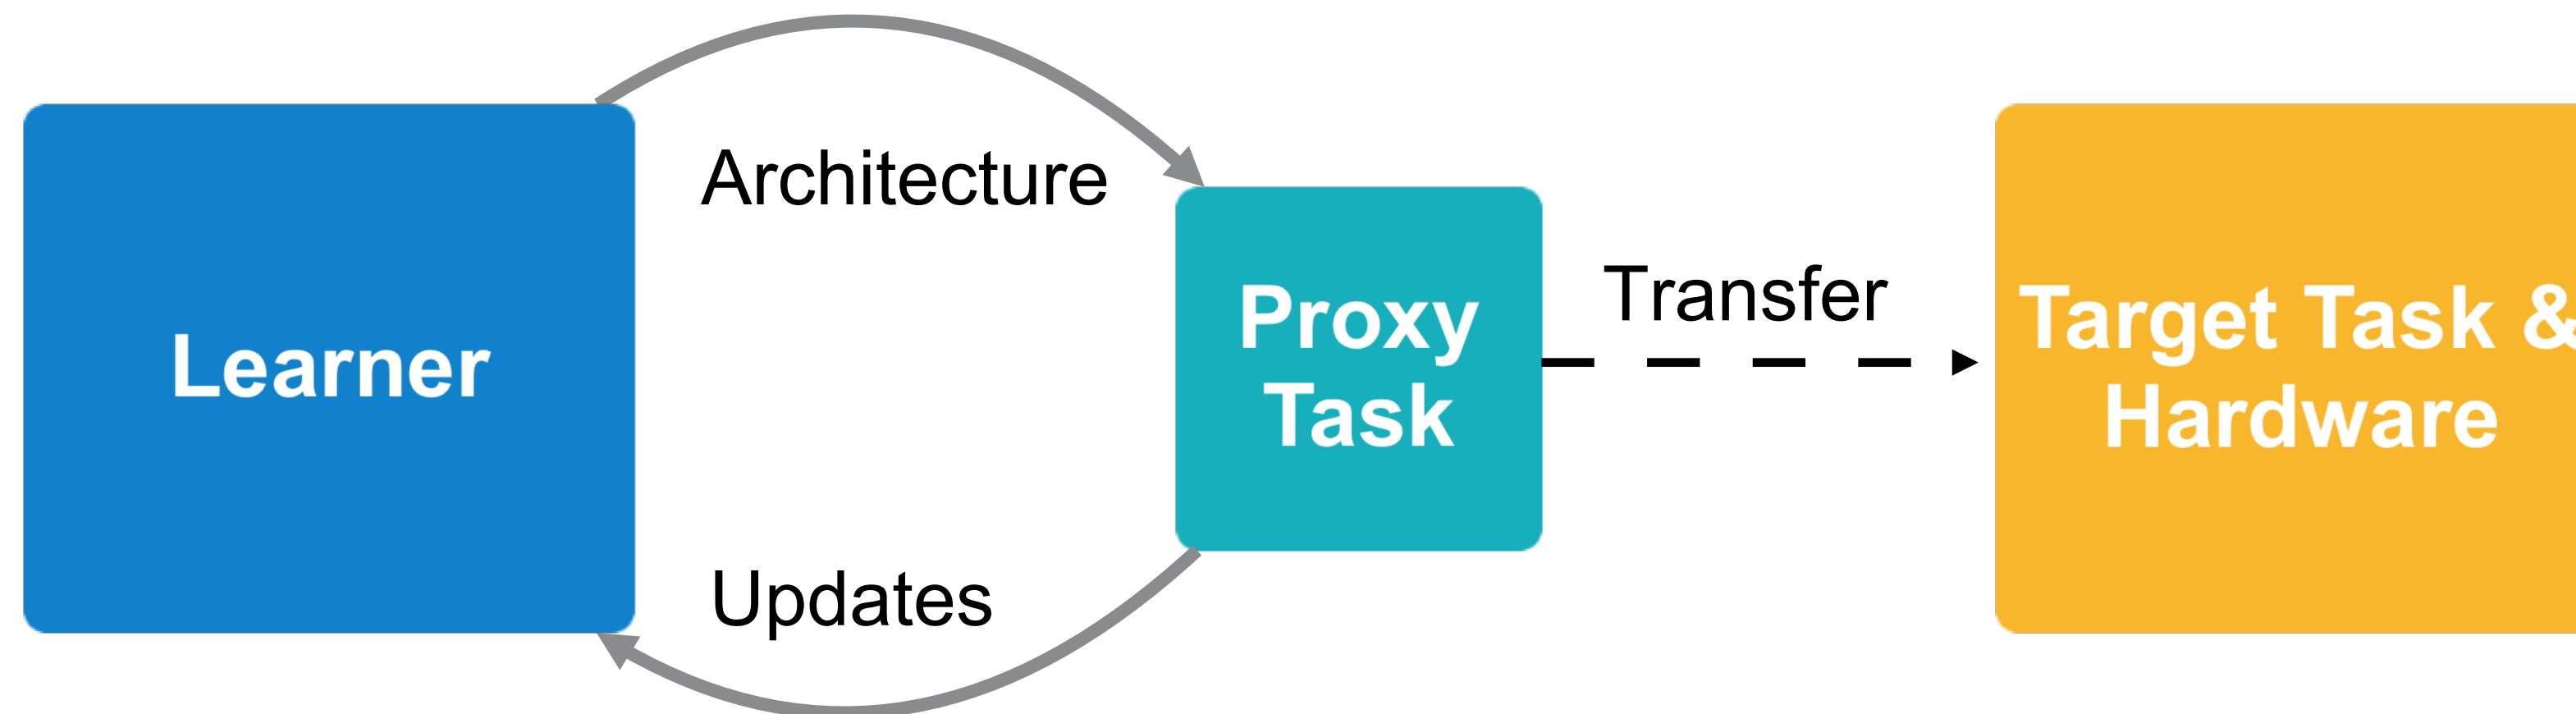 Architecture
Learner
Updates
Proxy
Task
Transfer
Target Task &
Hardware